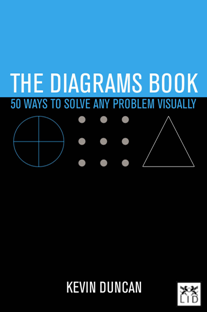 THE DIAGRAMS BOOK
50 WAYS TO SOLVE ANY PROBLEM VISUALLY
KEVIN DUNCAN
LID